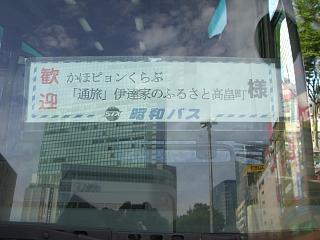 歓迎
かほピョンくらぶ
「通旅」伊達家のふるさと高畠町
様
昭和バス